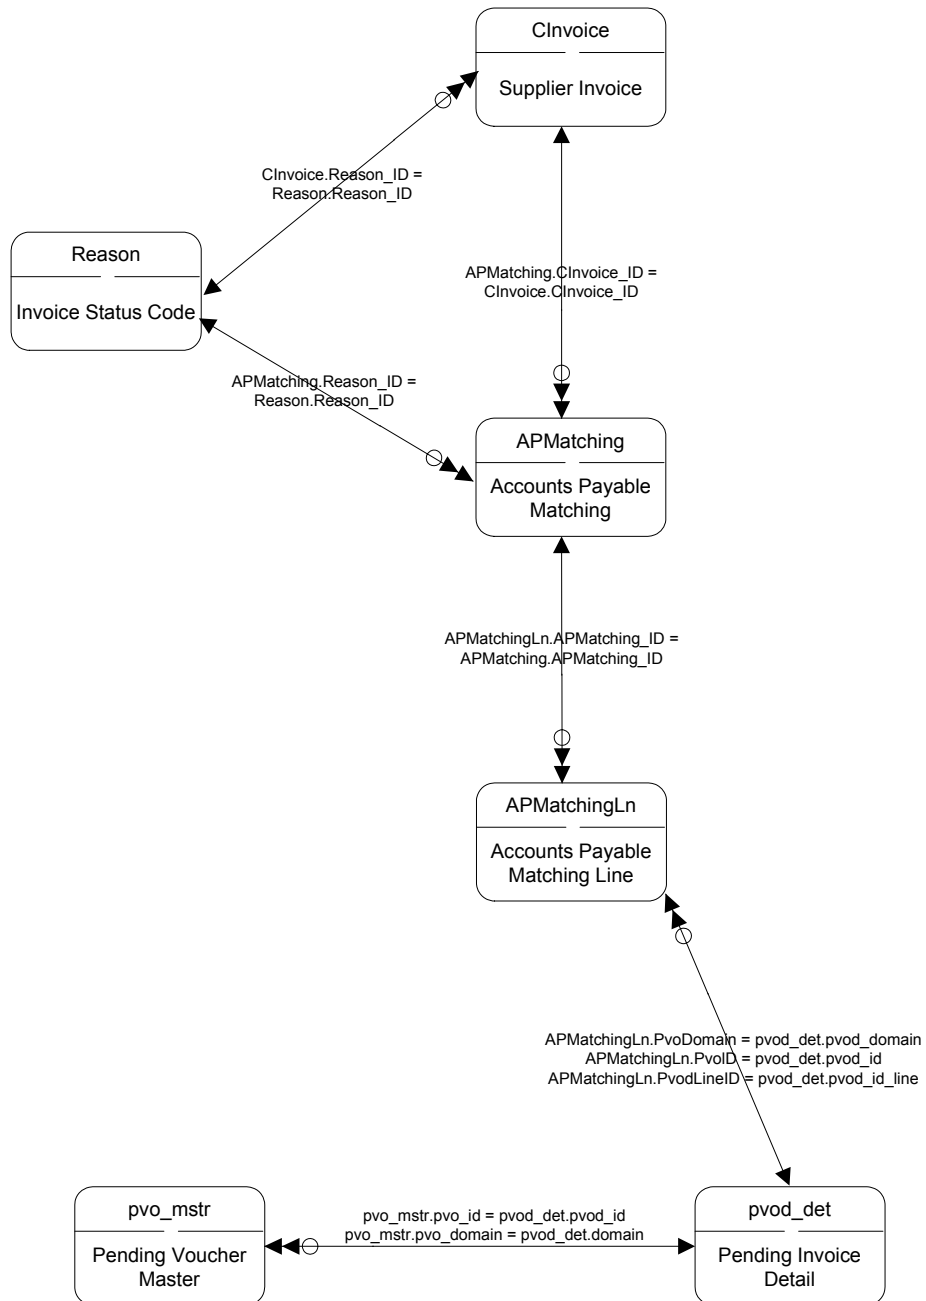 CInvoice
Supplier Invoice
CInvoice.Reason_ID =
Reason.Reason_ID
Reason
Invoice Status Code
APMatching.CInvoice_ID =
CInvoice.CInvoice_ID
APMatching.Reason_ID =
Reason.Reason_ID
APMatching
Accounts Payable
Matching
APMatchingLn.APMatching_ID =
APMatching.APMatching_ID
APMatchingLn
Accounts Payable
Matching Line
APMatchingLn.PvoDomain = pvod_det.pvod_domain
APMatchingLn.PvoID = pvod_det.pvod_id
APMatchingLn.PvodLineID = pvod_det.pvod_id_line
pvo_mstr
Pending Voucher
Master
pvo_mstr.pvo_id = pvod_det.pvod_id
pvo_mstr.pvo_domain = pvod_det.domain
pvod_det
Pending Invoice
Detail